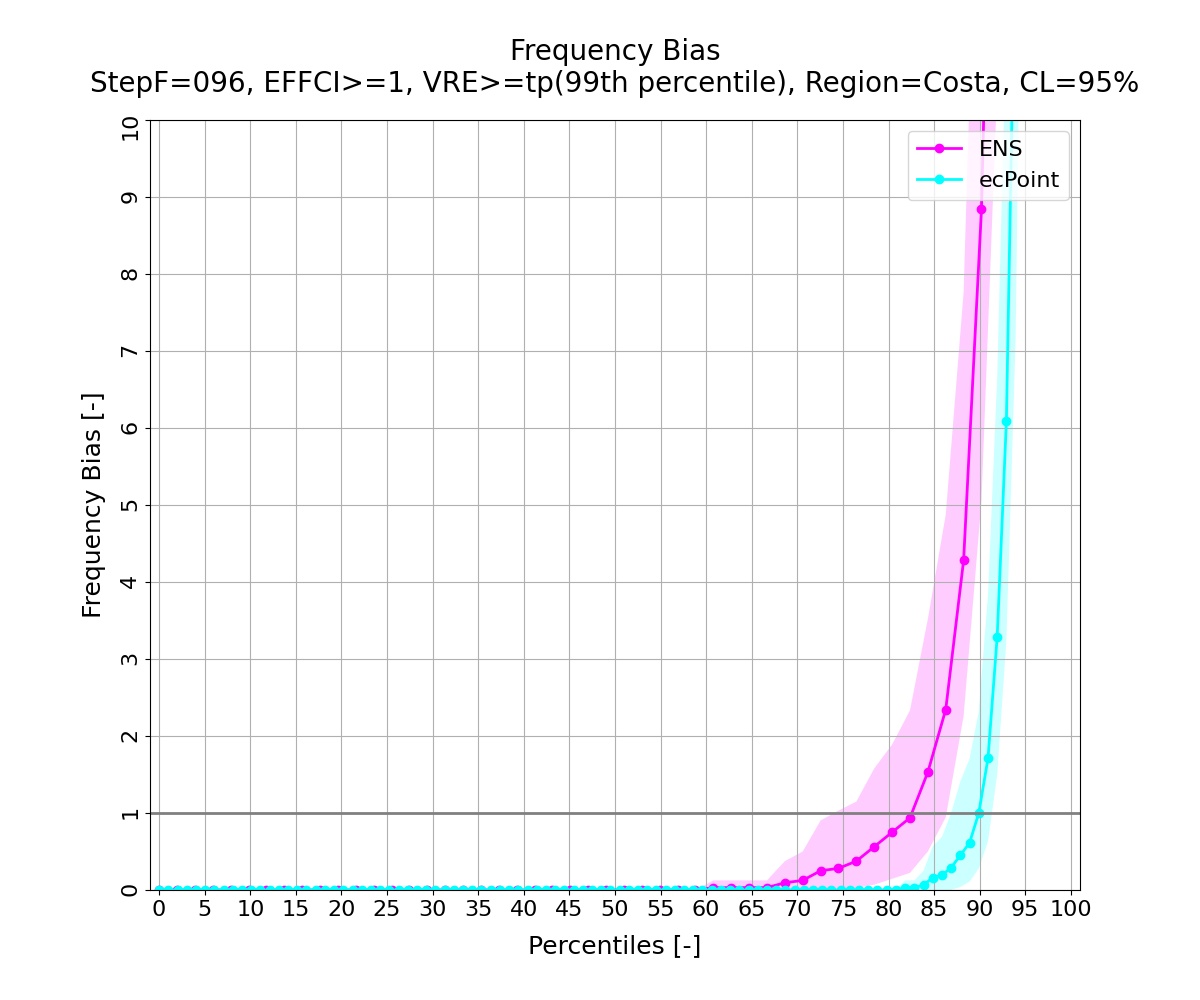 Frequency Bias
StepF=096, EFFCI>=1, VRE>=tp(99th percentile), Region=Costa, CL=95%
ENS
ecPoint
Frequency Bias [-]
10
9
8
7
6
5
4
3
2
1
0
0 5 10 15 20 25 30 35 40 45 50 55 60 65 70 75 80 85 90 95 100
Percentiles [-]